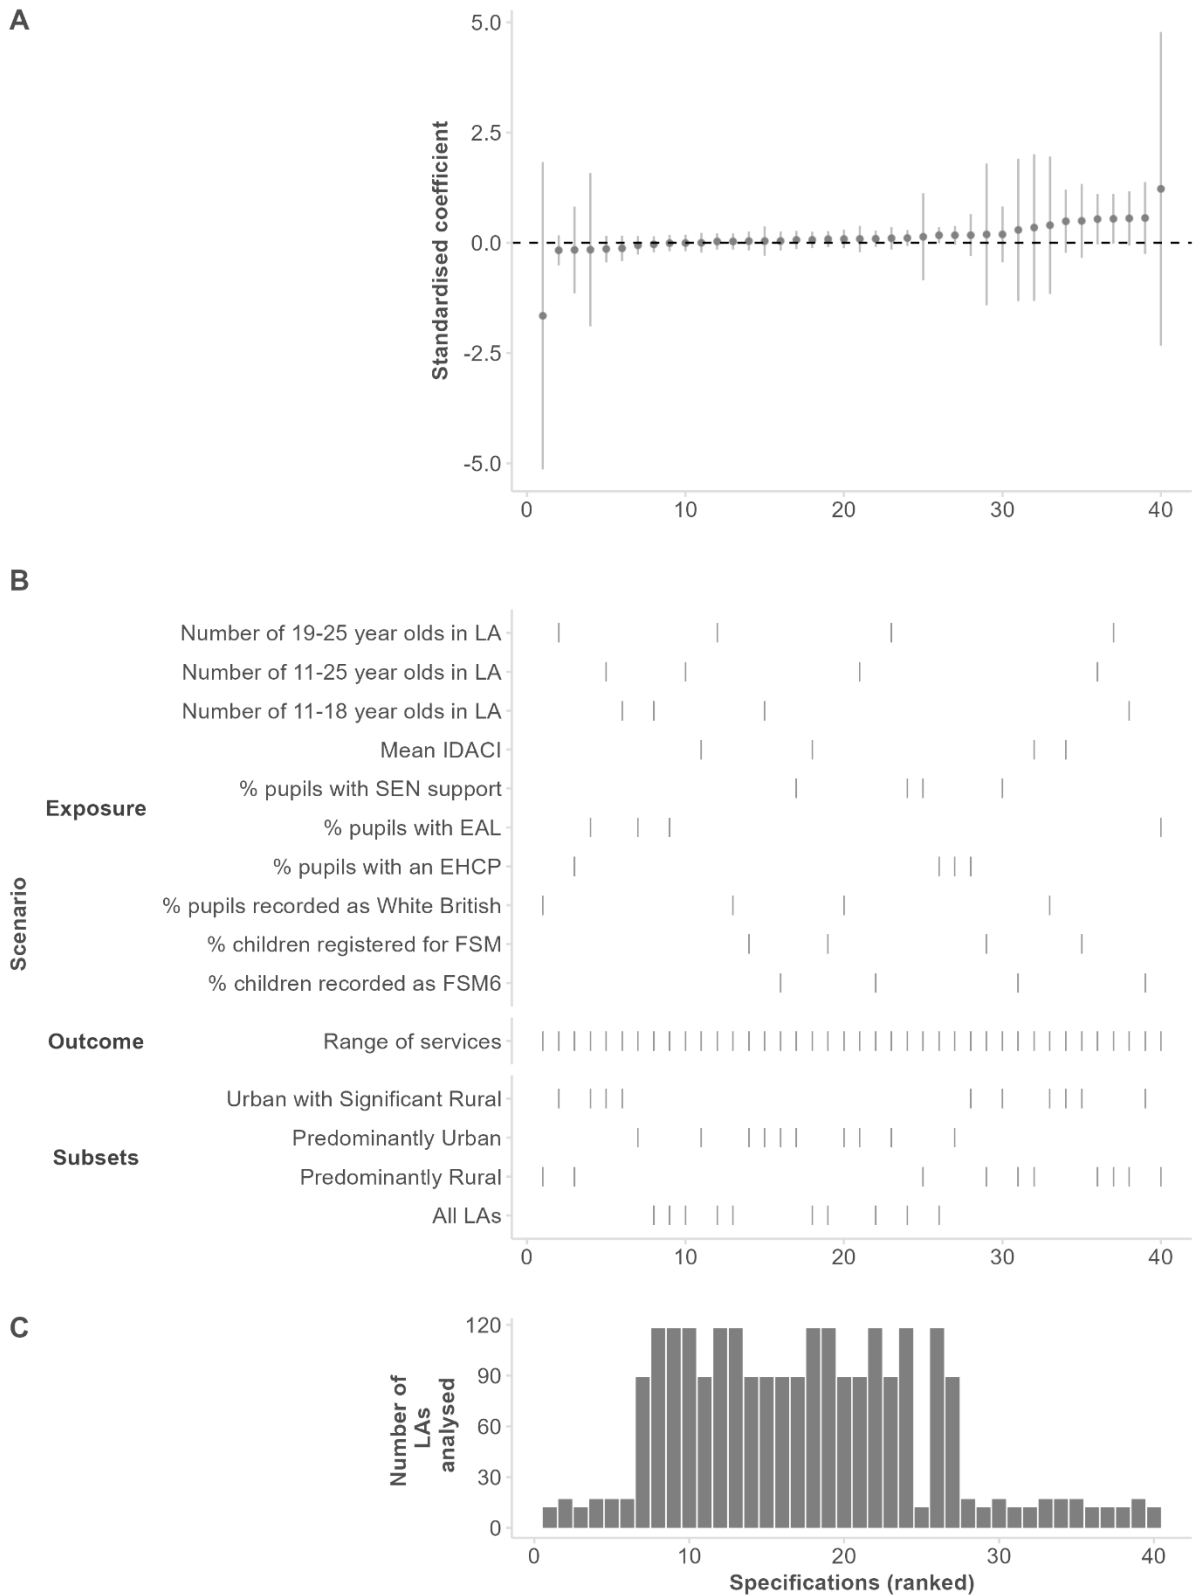 A
5.0
2.5
0.0
-2.5
-5.0
Standardised coefficient
0 10 20 30 40
B
Scenario
Exposure
Number of 19-25 year olds in LA
Number of 11-25 year olds in LA
Number of 11-18 year olds in LA
Mean IDACI
% pupils with SEN support
% pupils with EAL
% pupils with an EHCP
% pupils recorded as White British
% children registered for FSM
% children recorded as FSM6
Outcome
Range of services
Subsets
Urban with Significant Rural
Predominantly Urban
Predominantly Rural
All LAs
0 10 20 30 40
C
Number of
LAs
analysed
120
90
60
30
0
0 10 20 30 40
Specifications (ranked)